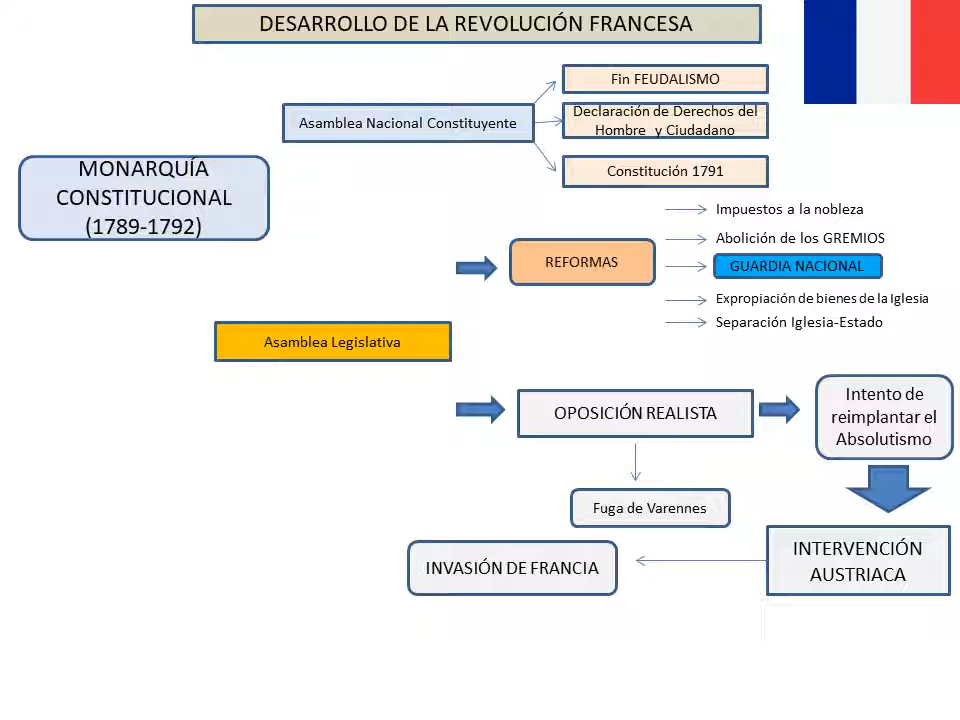 DESARROLLO DE LA REVOLUCIÓN FRANCESA
Fin FEUDALISMO
Asamblea Nacional Constituyente
Declaración de Derechos del
Hombre y Ciudadano
Constitución 1791
MONARQUÍA
CONSTITUCIONAL
(1789-1792)
Impuestos a la nobleza
Abolición de los GREMIOS
REFORMAS
GUARDIA NACIONAL
Expropiación de bienes de la Iglesia
Separación Iglesia-Estado
Asamblea Legislativa
OPOSICIÓN REALISTA
Intento de
reimplantar el
Absolutismo
Fuga de Varennes
INTERVENCIÓN
AUSTRIACA
INVASIÓN DE FRANCIA